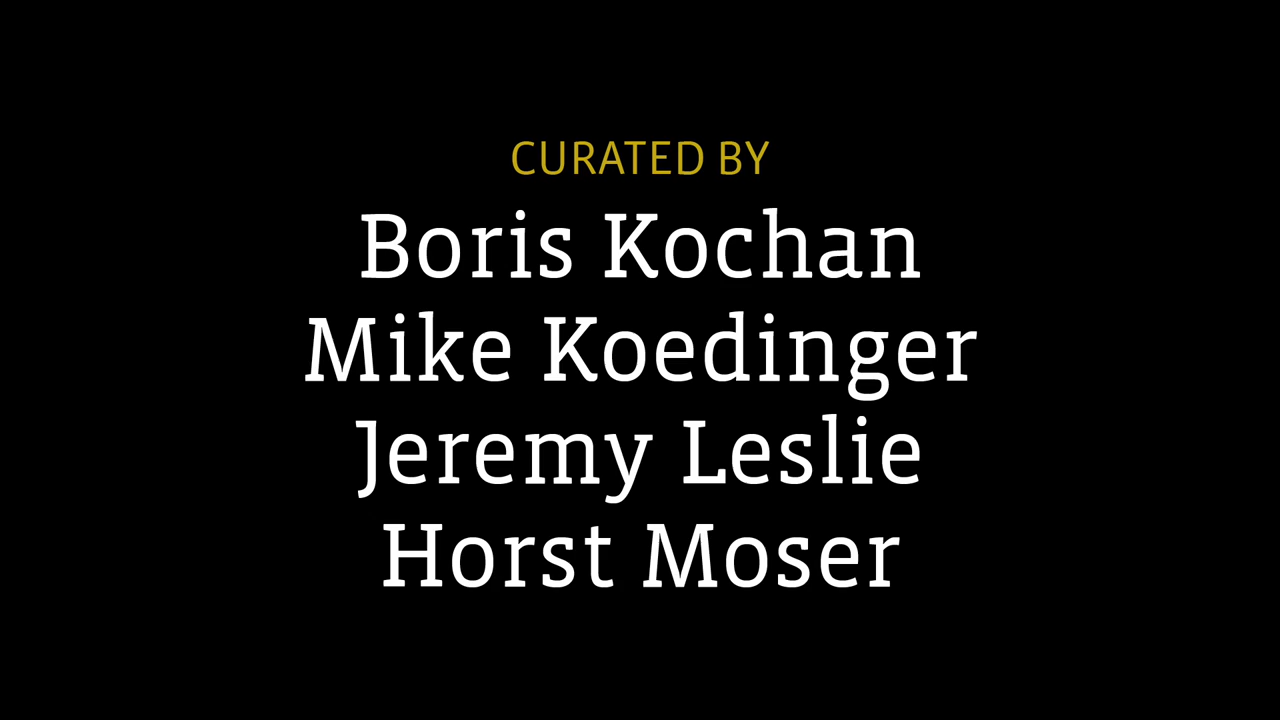 CURATED BY
Boris Kochan
Mike Koedinger
Jeremy Leslie
Horst Moser